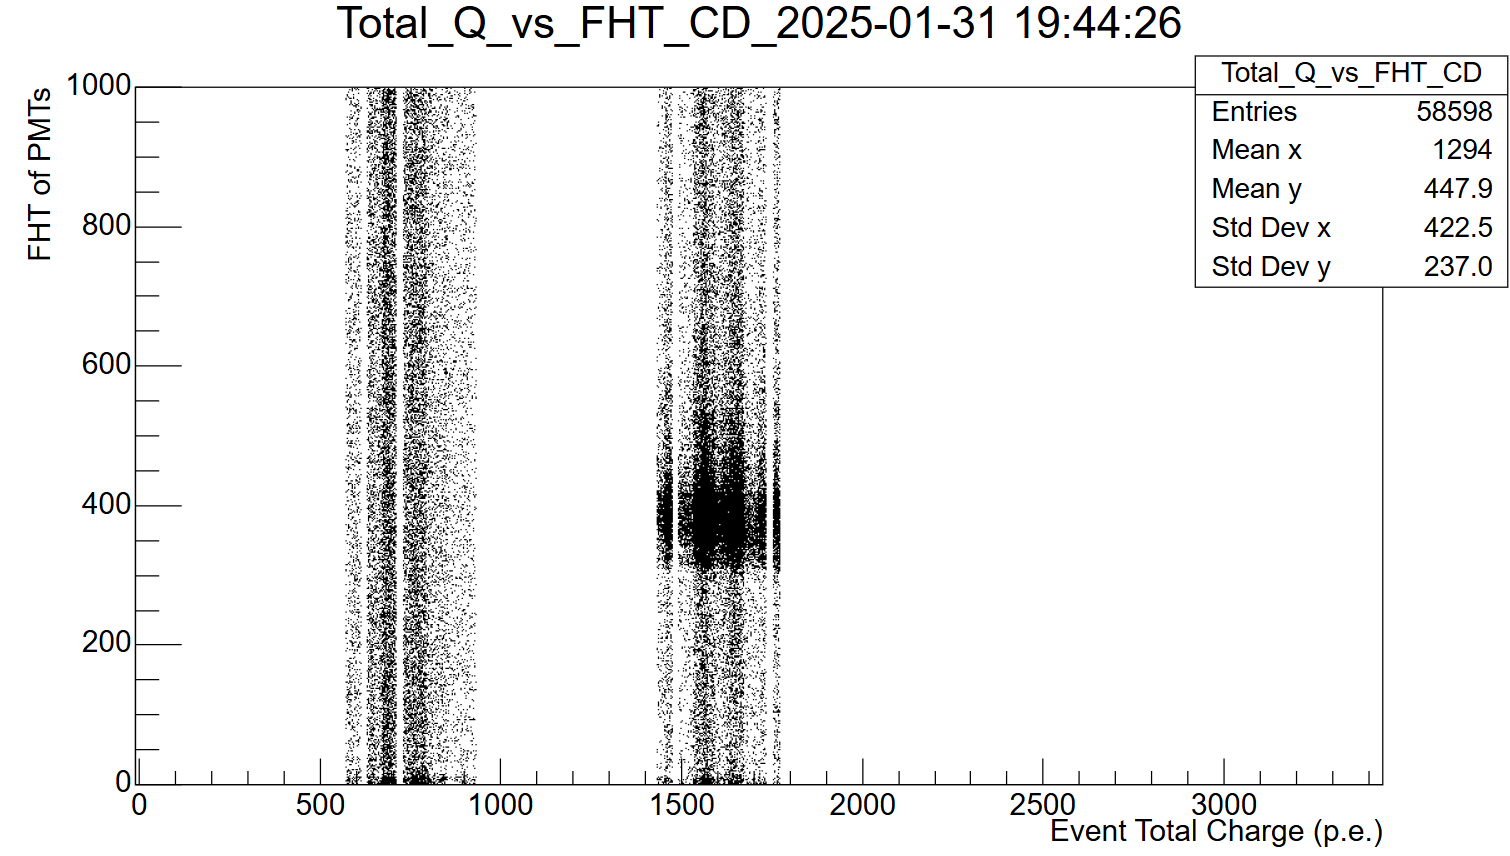 Total_Q_vs_FHT_CD_2025-01-31 19:44:26
Total_Q_vs_FHT_CD
Entries 58598
Mean x 1294
Mean y 447.9
Std Dev x 422.5
Std Dev y 237.0
FHT of PMTs
1000
800
600
400
200
0
0 500 1000 1500 2000 2500 3000
Event Total Charge (p.e.)